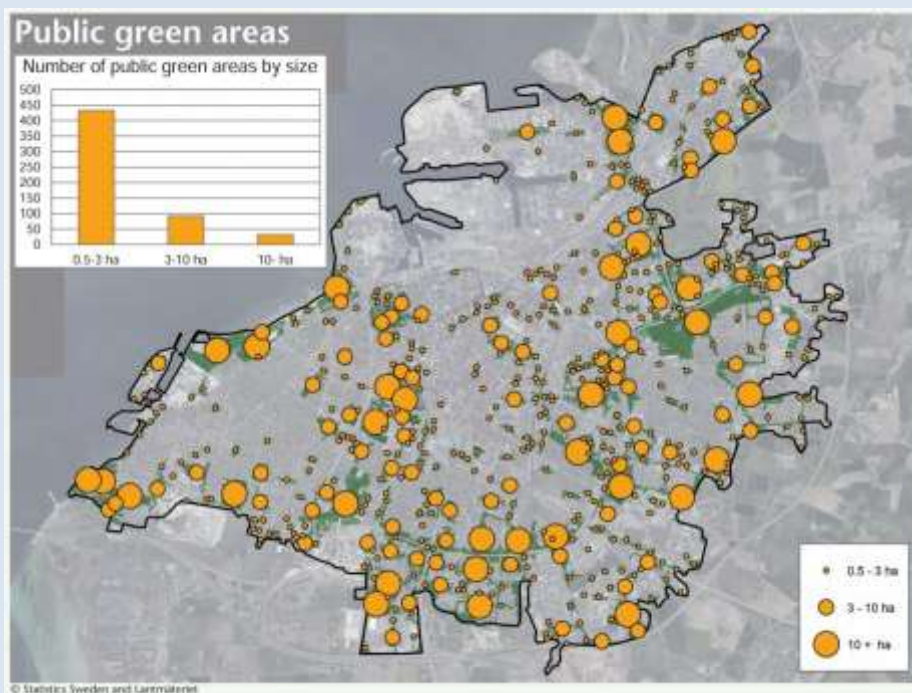 Public green areas
Number of public green areas by size
500
450
400
350
300
250
200
150
100
50
0
0.5-3 ha
3-10 ha
10- ha
0.5 - 3 ha
3 - 10 ha
10 + ha
© Statistics Sweden and Lantmäteriet